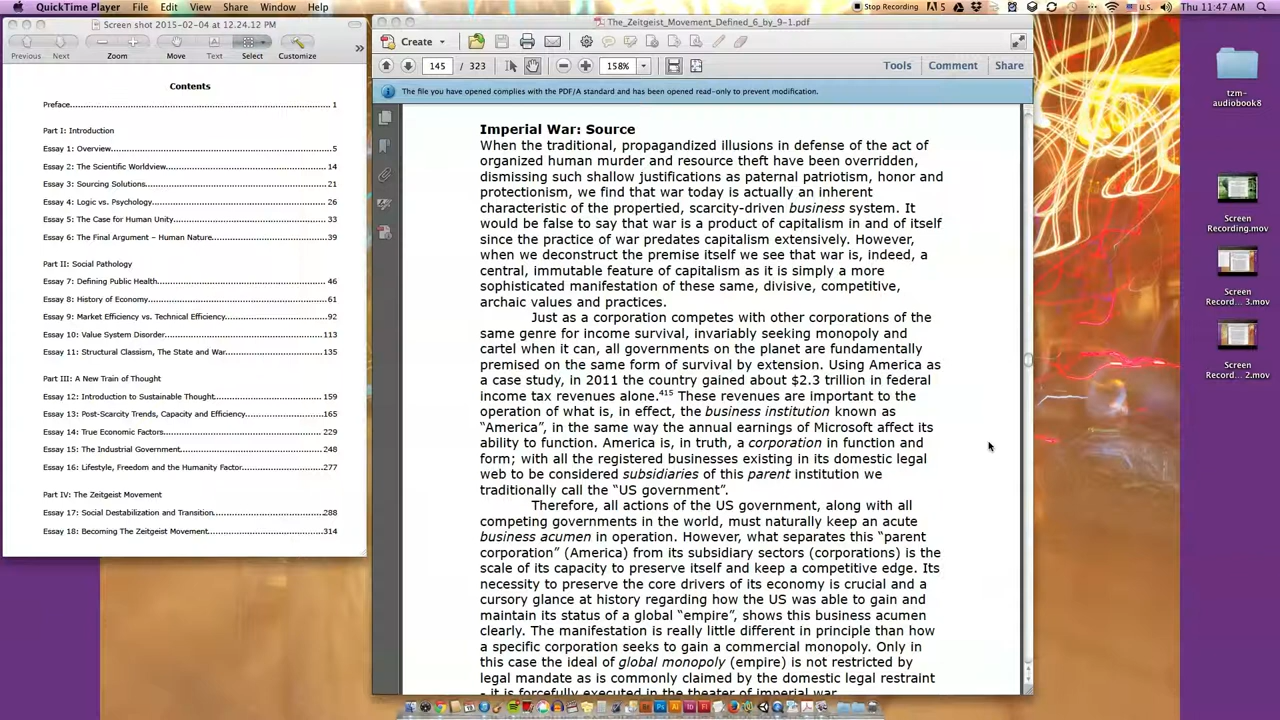 QuickTime Player File Edit View Window Help
Stop Recording
Thu 11:47 AM
Screen shot 2015-02-04 at 12.24.12 PM
Previous Next Zoom Move Text Select Customize
Contents
Preface 1
Part I: Introduction
Essay 1: Overview 5
Essay 2: The Scientific Worldview 14
Essay 3: Sourcing Solutions 21
Essay 4: Logic vs. Psychology 26
Essay 5: The Case for Human Unity 33
Essay 6: The Final Argument – Human Nature 39
Part II: Social Pathology
Essay 7: Defining Public Health 46
Essay 8: History of Economy 61
Essay 9: Market Efficiency vs. Technical Efficiency 92
Essay 10: Value System Disorder 113
Essay 11: Structural Classism, The State and War 135
Part III: A New Train of Thought
Essay 12: Introduction to Sustainable Thought 159
Essay 13: Post-Scarcity Trends, Capacity and Efficiency 165
Essay 14: True Economic Factors 229
Essay 15: The Industrial Government 248
Essay 16: Lifestyle, Freedom and the Humanity Factor 277
Part IV: The Zeitgeist Movement
Essay 17: Social Destabilization and Transition 288
Essay 18: Becoming The Zeitgeist Movement 314
The_Zeitgeist_Movement_Defined_6_by_9-1.pdf
Create
145 / 323 158% Tools Comment Share
The file you have opened complies with the PDF/A standard and has been opened read-only to prevent modification.
Imperial War: Source
When the traditional, propagandized illusions in defense of the act of
organized human murder and resource theft have been overridden,
dismissing such shallow justifications as paternal patriotism, honor and
protectionism, we find that war today is actually an inherent
characteristic of the propertied, scarcity-driven business system. It
would be false to say that war is a product of capitalism in and of itself
since the practice of war predates capitalism extensively. However,
when we deconstruct the premise itself we see that war is, indeed, a
central, immutable feature of capitalism as it is simply a more
sophisticated manifestation of these same, divisive, competitive,
archaic values and practices.
Just as a corporation competes with other corporations of the
same genre for income survival, invariably seeking monopoly and
cartel when it can, all governments on the planet are fundamentally
premised on the same form of survival by extension. Using America as
a case study, in 2011 the country gained about $2.3 trillion in federal
income tax revenues alone.415 These revenues are important to the
operation of what is, in effect, the business institution known as
“America”, in the same way the annual earnings of Microsoft affect its
ability to function. America is, in truth, a corporation in function and
form; with all the registered businesses existing in its domestic legal
web to be considered subsidiaries of this parent institution we
traditionally call the “US government”.
Therefore, all actions of the US government, along with all
competing governments in the world, must naturally keep an acute
business acumen in operation. However, what separates this “parent
corporation” (America) from its subsidiary sectors (corporations) is the
scale of its capacity to preserve itself and keep a competitive edge. Its
necessity to preserve the core drivers of its economy is crucial and a
cursory glance at history regarding how the US was able to gain and
maintain its status of a global “empire”, shows this business acumen
clearly. The manifestation is really little different in principle than how
a specific corporation seeks to gain a commercial monopoly. Only in
this case the ideal of global monopoly (empire) is not restricted by
legal mandate as is commonly claimed by the domestic legal restraint
- it is forcefully executed in the theater of imperial war.
tzm-
audiobook8
Screen
Recording.mov
Screen
Record... 3.mov
Screen
Record... 2.mov